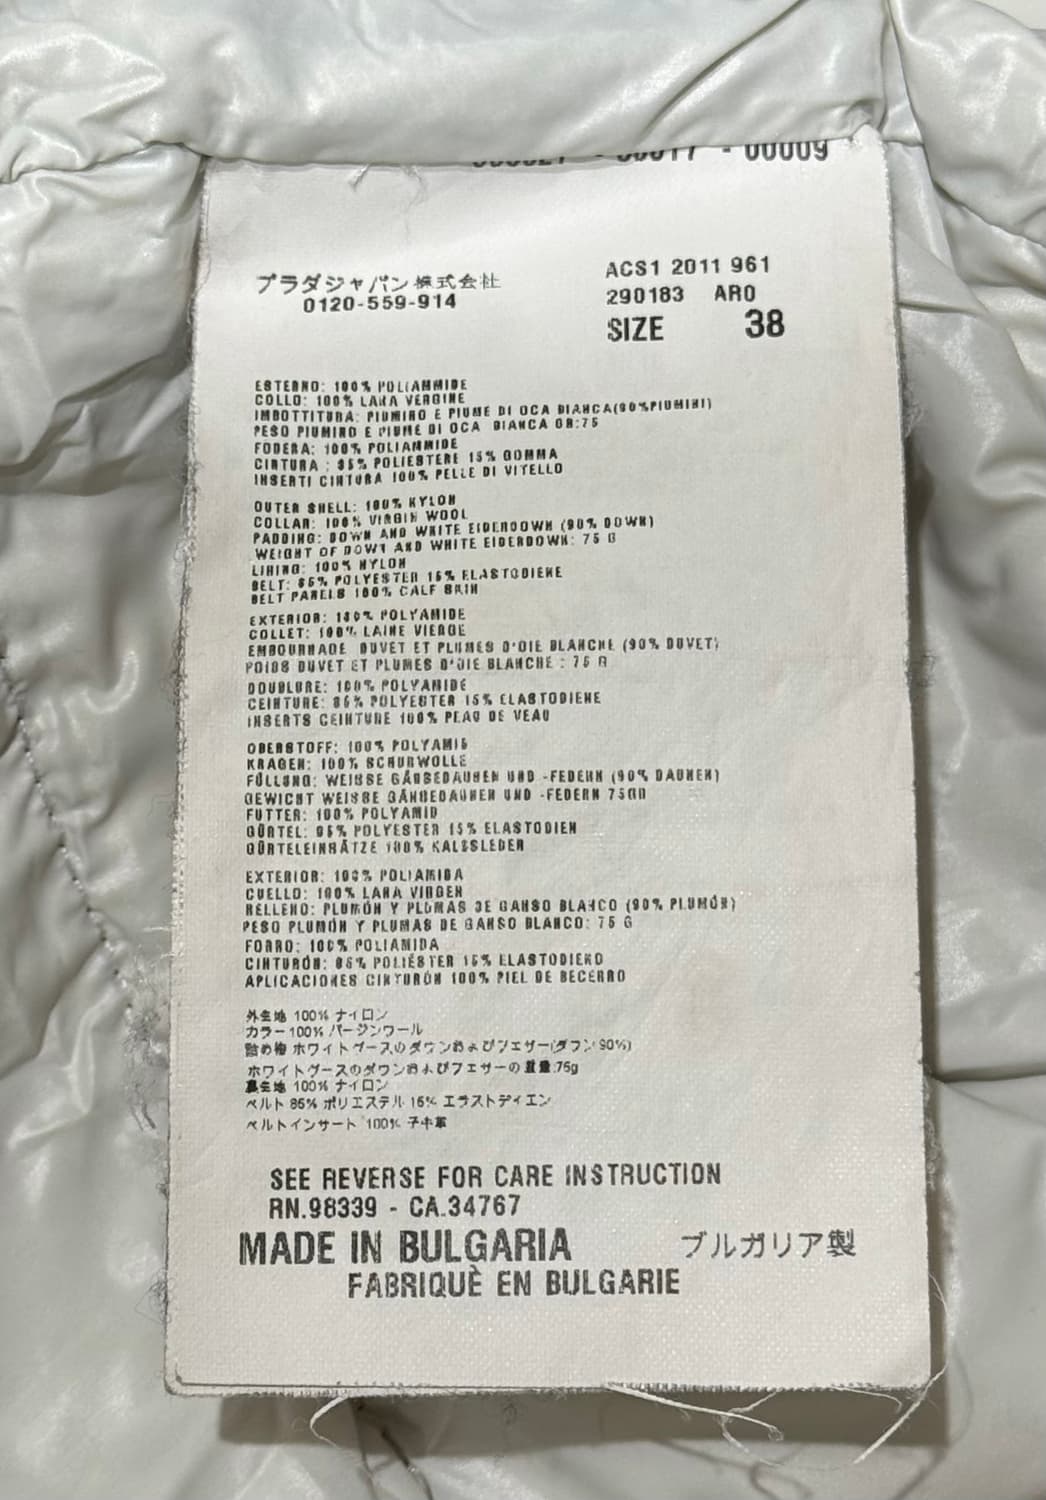 - 00009
プラダジャパン株式会社
0120-559-914
ACS1 2011 961
290183 ARO
SIZE 38
ESTERNO: 100% POLIAMMIDE
COLLO: 100% LANA VERGINE
IMBOTTITURA: PIUMINO E PIUME DI OCA BIANCA(90%PIUMINI)
PESO PIUMINO E PIUME DI OCA BIANCA GR:75
FODERA: 100% POLIAMMIDE
CINTURA : 85% POLIESTERE 15% GOMMA
INSERTI CINTURA 100% PELLE DI VITELLO
OUTER SHELL: 100% NYLON
COLLAR: 100% VIRGIN WOOL
PADDING: DOWN AND WHITE EIDERDOWN (90% DOWN)
WEIGHT OF DOWN AND WHITE EIDERDOWN: 75 G
LINING: 100% NYLON
BELT: 85% POLYESTER 15% ELASTODIENE
BELT PANELS 100% CALF SKIN
EXTERIOR: 100% POLYAMIDE
COLLET: 100% LAINE VIERGE
EMBOURRAGE DUVET ET PLUMES D'OIE BLANCHE (90% DUVET)
POIDS DUVET ET PLUMES D'OIE BLANCHE : 75 G
DOUBLURE: 100% POLYAMIDE
CEINTURE: 85% POLYESTER 15% ELASTODIENE
INSERTS CEINTURE 100% PEAU DE VEAU
OBERSTOFF: 100% POLYAMID
KRAGEN: 100% SCHURWOLLE
FÜLLUNG: WEISSE GÄNSEDAUNEN UND -FEDERN (90% DAUNEN)
GEWICHT WEISSE GÄNSEDAUNEN UND -FEDERN 75GR
FUTTER: 100% POLYAMID
GÜRTEL: 85% POLYESTER 15% ELASTODIEN
GÜRTELEINSÄTZE 100% KALBSLEDER
EXTERIOR: 100% POLIAMIDA
CUELLO: 100% LANA VIRGEN
RELLENO: PLUMÓN Y PLUMAS DE GANSO BLANCO (90% PLUMÓN)
PESO PLUMÓN Y PLUMAS DE GANSO BLANCO: 75 G
FORRO: 100% POLIAMIDA
CINTURÓN: 85% POLIÉSTER 15% ELASTODIENO
APLICACIONES CINTURÓN 100% PIEL DE BECERRO
外生地 100% ナイロン
カラー 100% バージンウール
詰め物 ホワイトグースのダウンおよびフェザー(ダウン 90%)
ホワイトグースのダウンおよびフェザーの重量:75g
裏生地 100% ナイロン
ベルト 85% ポリエステル 15% エラストディエン
ベルトインサート 100% 子牛革
SEE REVERSE FOR CARE INSTRUCTION
RN.98339 - CA.34767
MADE IN BULGARIA ブルガリア製
FABRIQUÈ EN BULGARIE